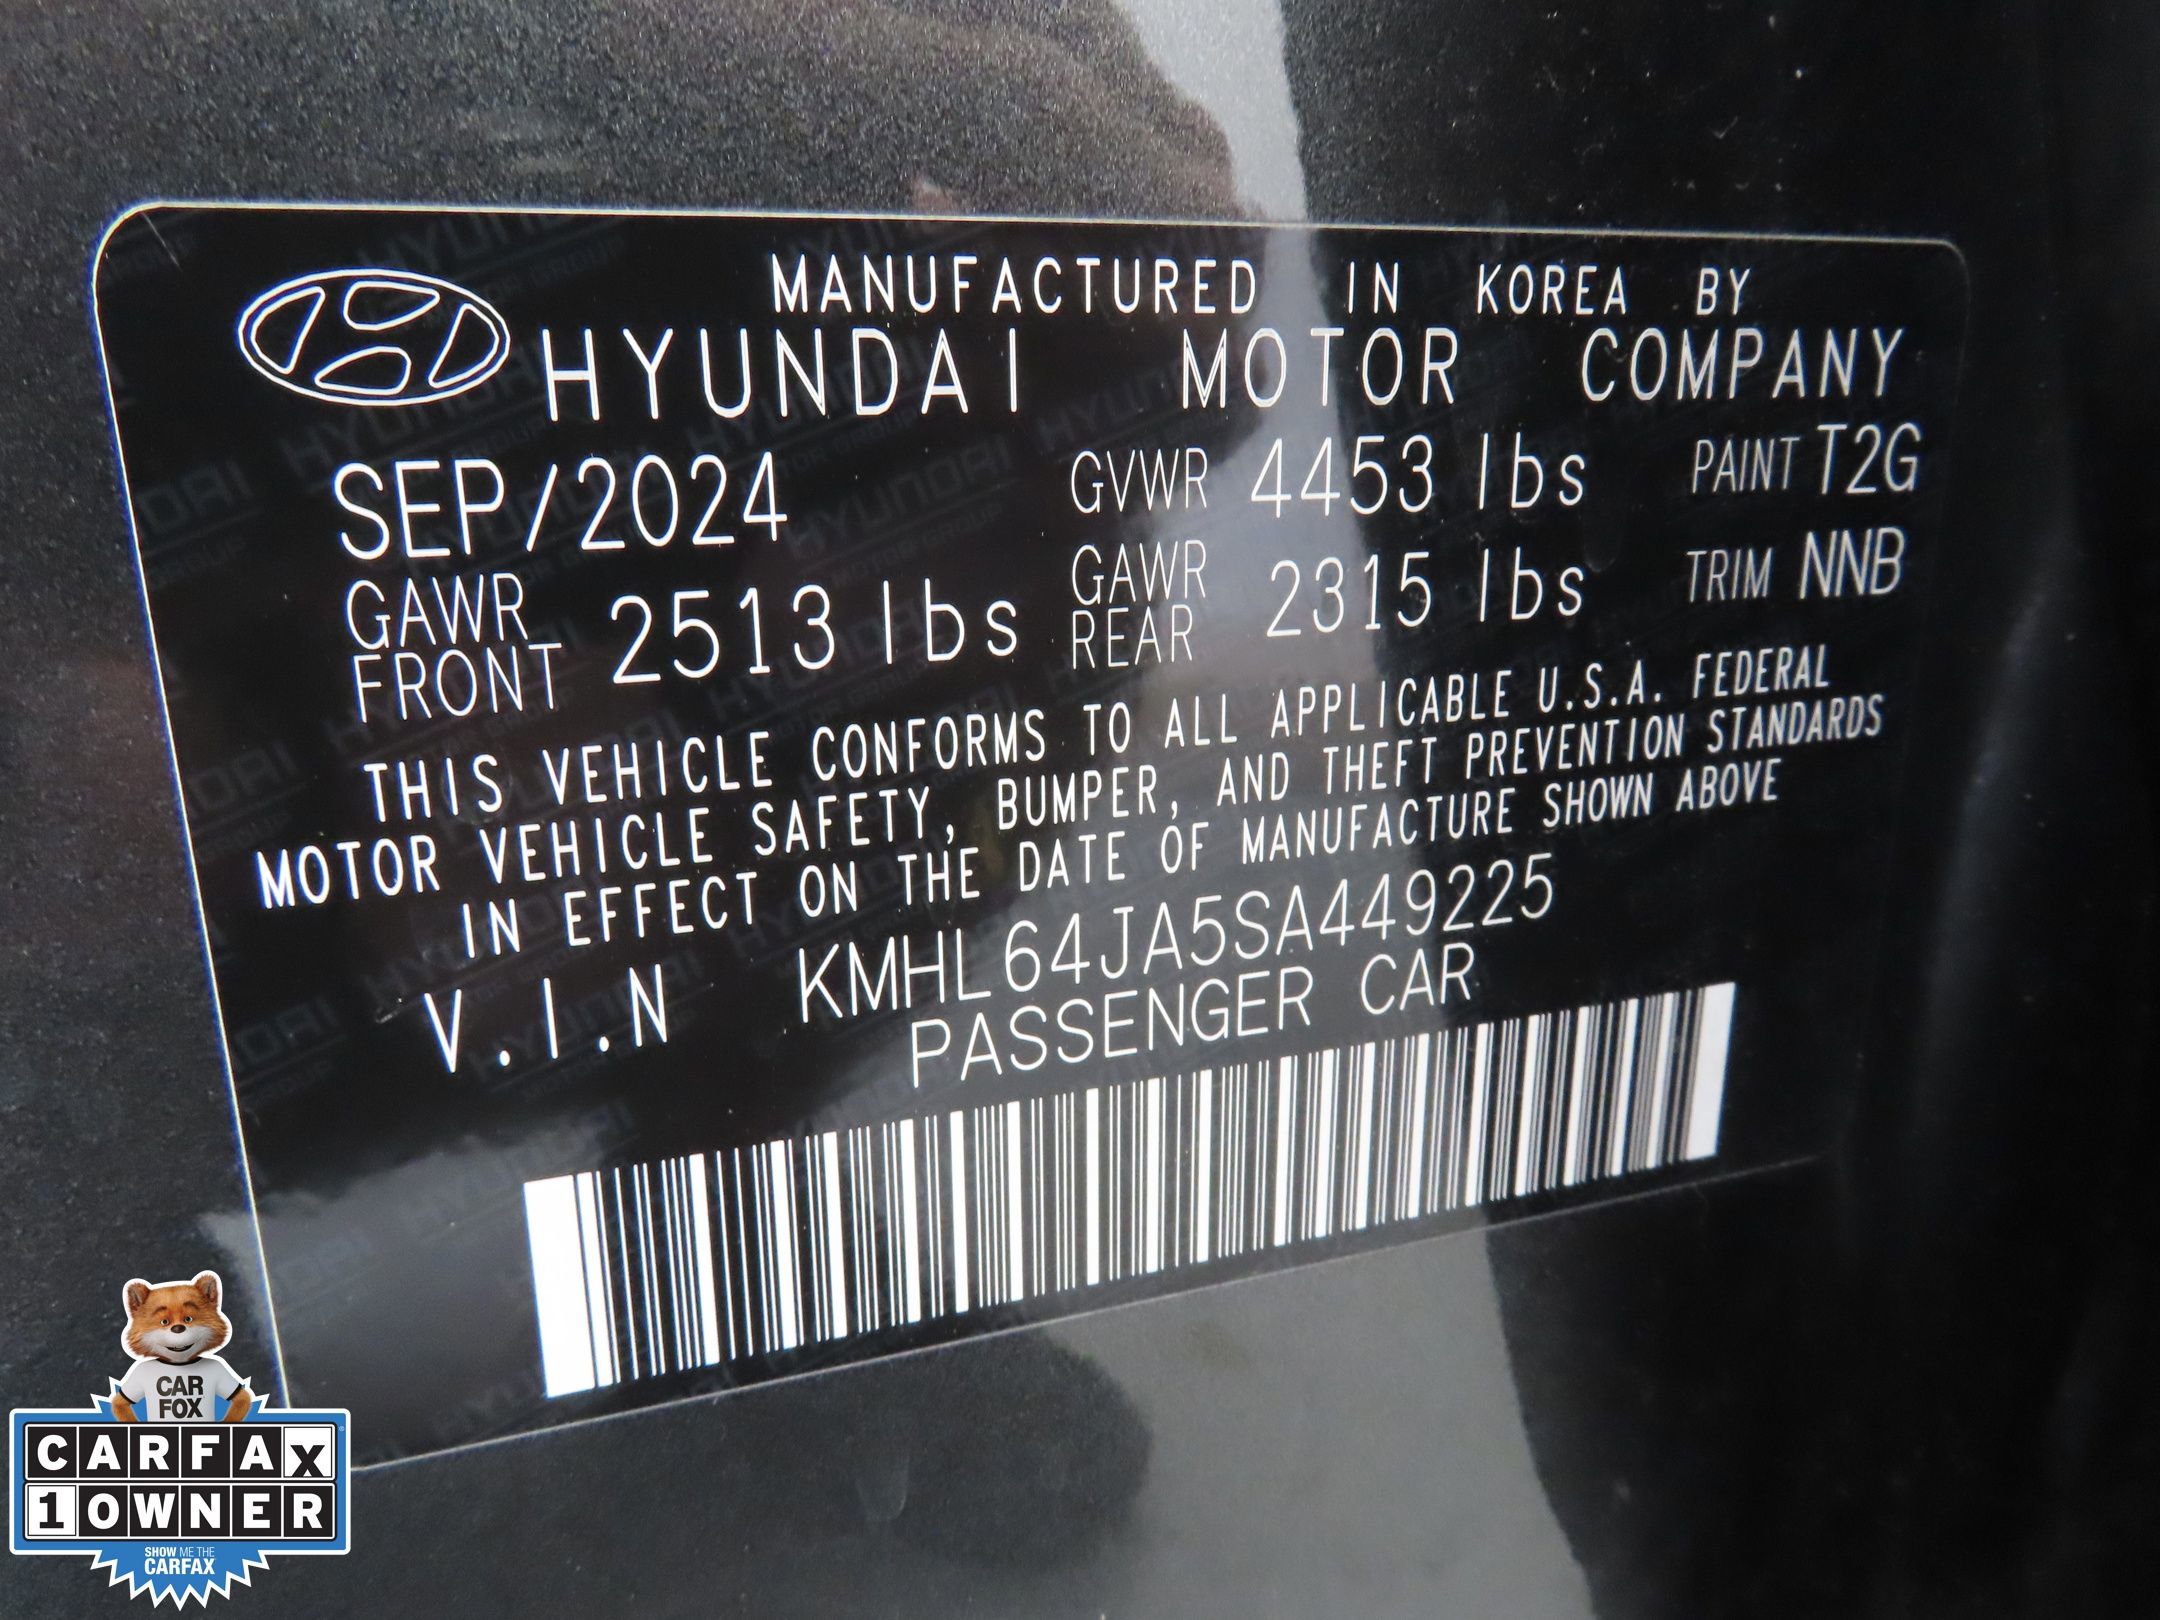 MANUFACTURED IN KOREA BY
HYUNDAI MOTOR COMPANY
SEP/2024 GVWR 4453 lbs PAINT T2G
GAWR FRONT 2513 lbs GAWR REAR 2315 lbs TRIM NNB
THIS VEHICLE CONFORMS TO ALL APPLICABLE U.S.A. FEDERAL
MOTOR VEHICLE SAFETY, BUMPER, AND THEFT PREVENTION STANDARDS
IN EFFECT ON THE DATE OF MANUFACTURE SHOWN ABOVE
V.I.N KMHL64JA5SA449225
PASSENGER CAR
CAR
FOX
CARFAX
1 OWNER
SHOW ME THE
CARFAX